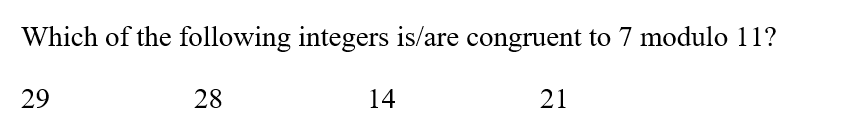 Which of the following integers is/are congruent to 7 modulo 11?
29 28 14 21